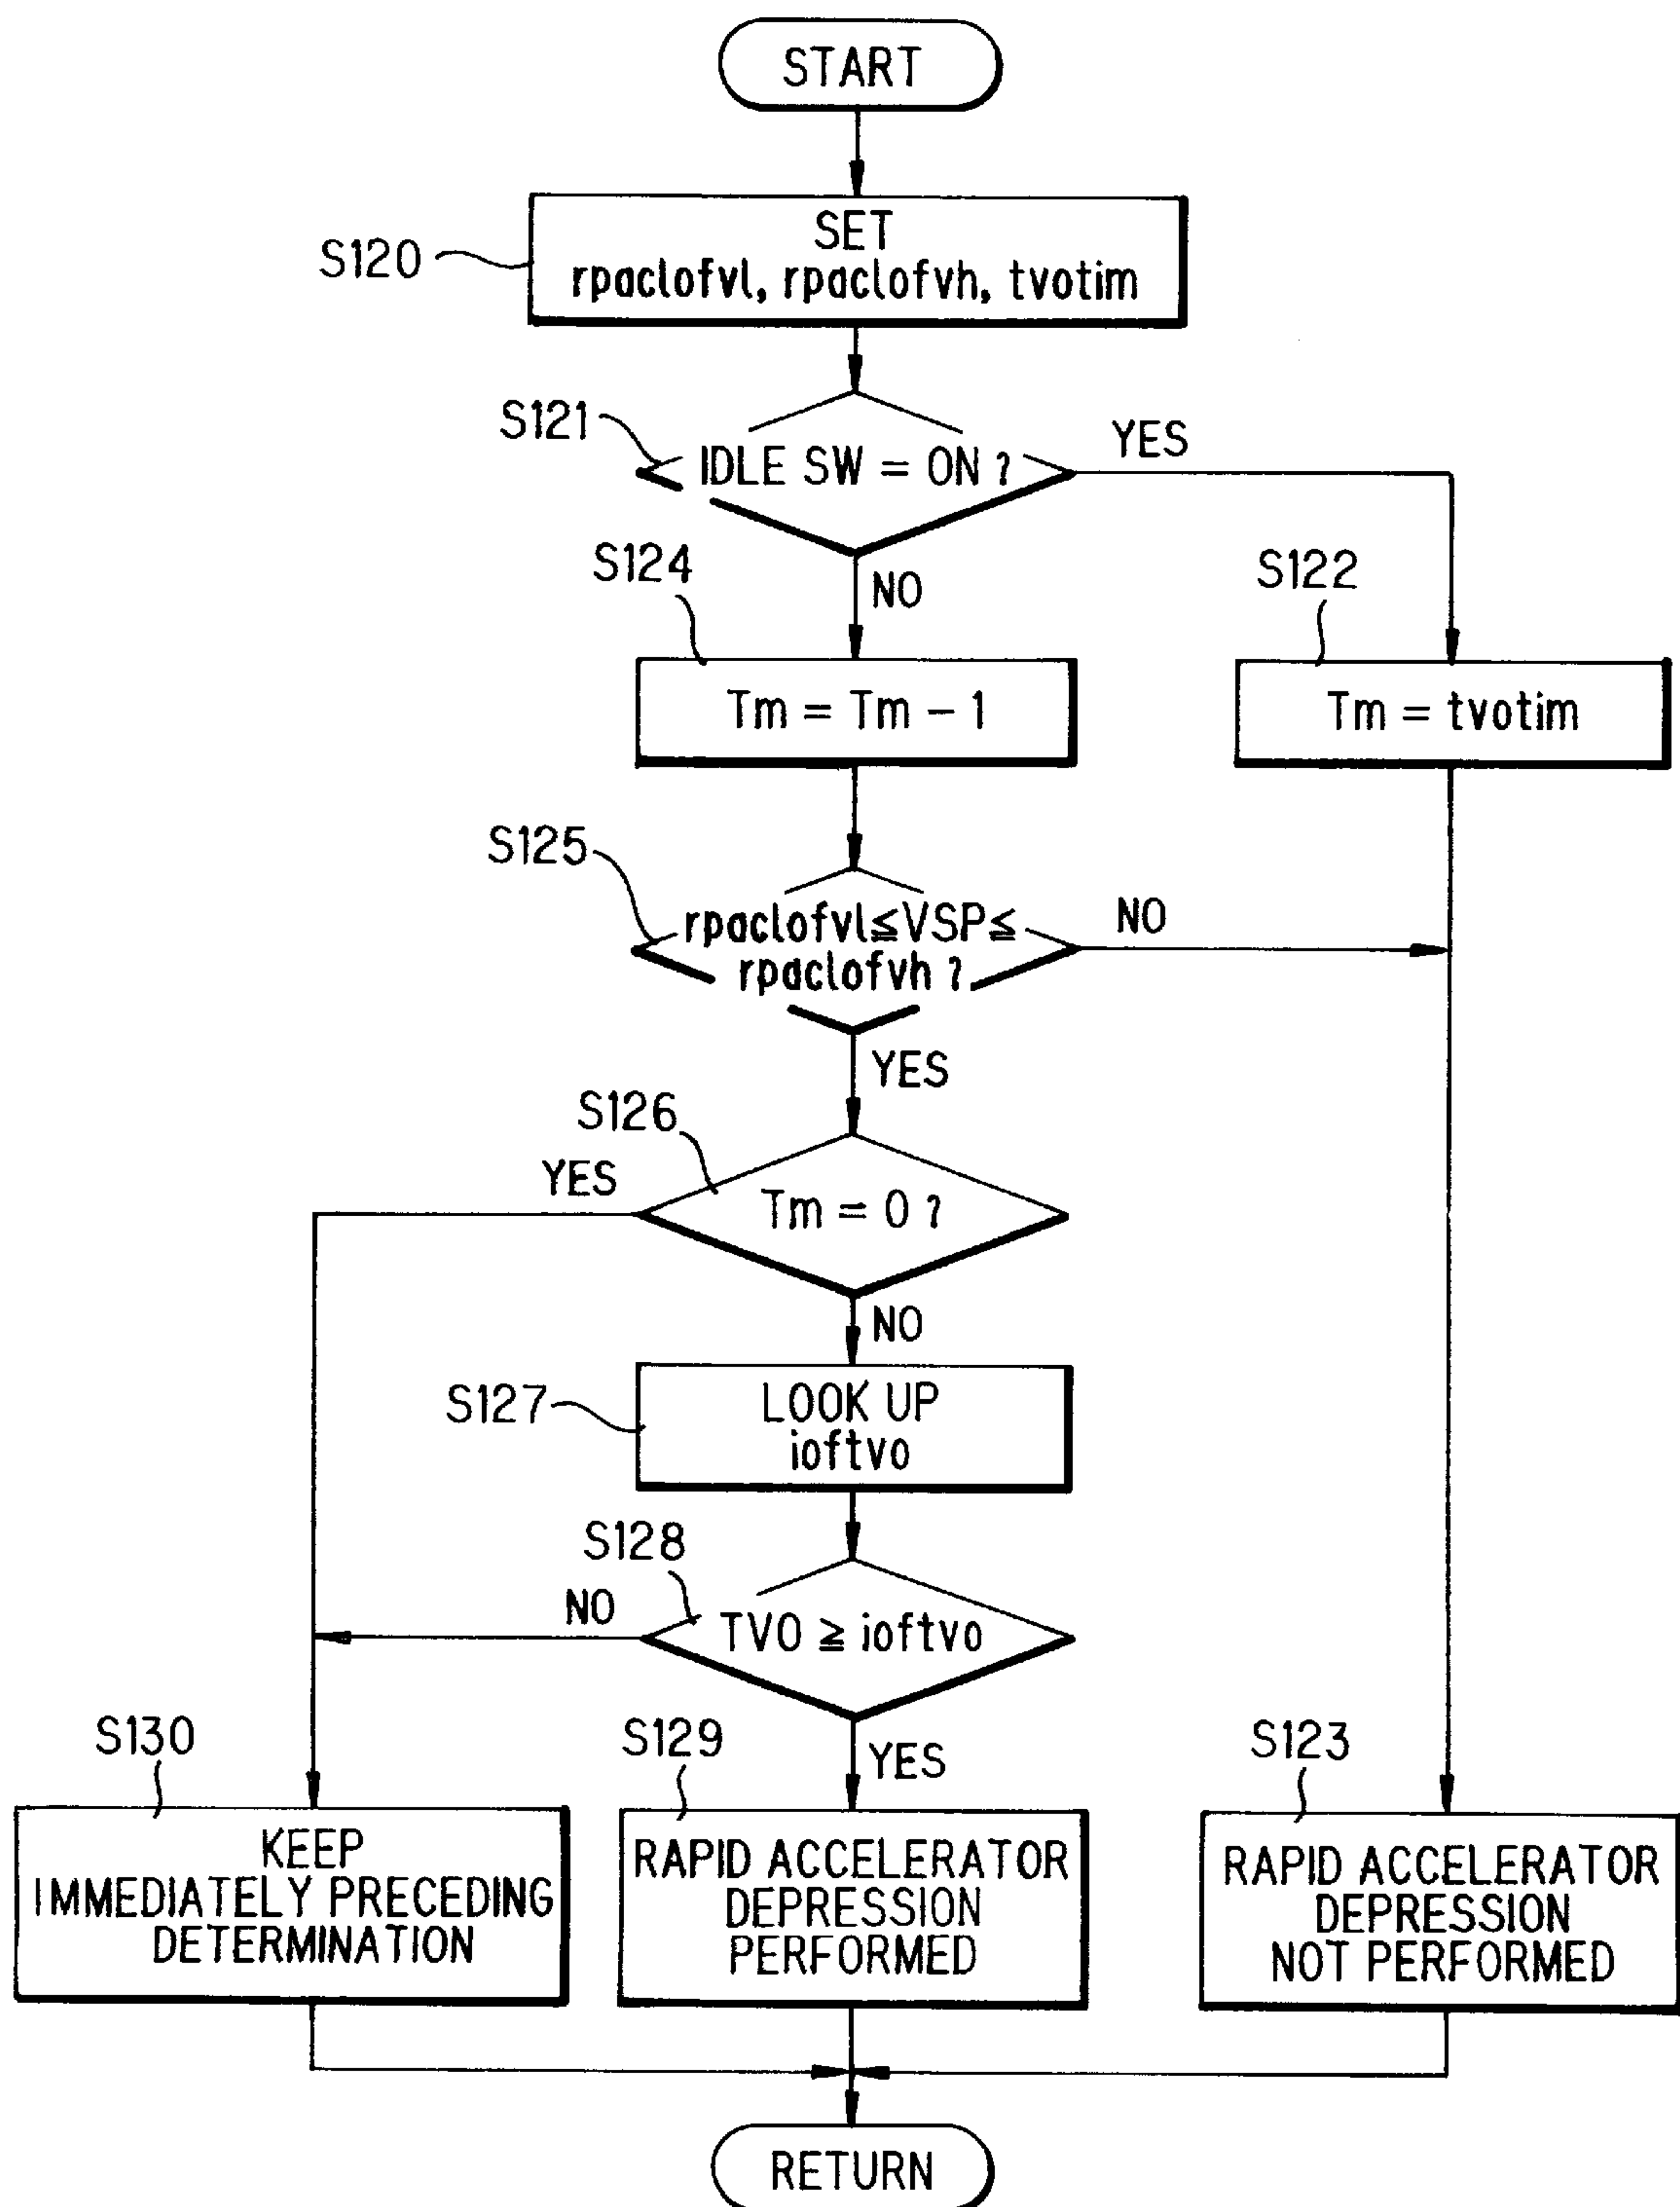 START
S120
SET
rpaclofvl, rpaclofvh, tvotim
S121
IDLE SW = ON ?
YES
S124
NO
S122
Tm = Tm − 1
Tm = tvotim
S125
rpaclofvl≦VSP≦
rpaclofvh ?
NO
YES
S126
YES
Tm = 0 ?
NO
S127
LOOK UP
ioftvo
S128
NO
TVO ≧ ioftvo
S130
S129
YES
S123
KEEP
IMMEDIATELY PRECEDING
DETERMINATION
RAPID ACCELERATOR
DEPRESSION
PERFORMED
RAPID ACCELERATOR
DEPRESSION
NOT PERFORMED
RETURN